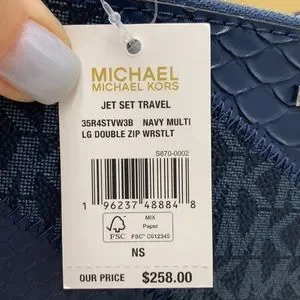 MICHAEL
MICHAEL KORS
JET SET TRAVEL
35R4STVW3B NAVY MULTI
LG DOUBLE ZIP WRSTLT
S870-0002
1 96237 48884 8
FSC
MIX
Paper
FSC® C012345
NS
OUR PRICE $258.00